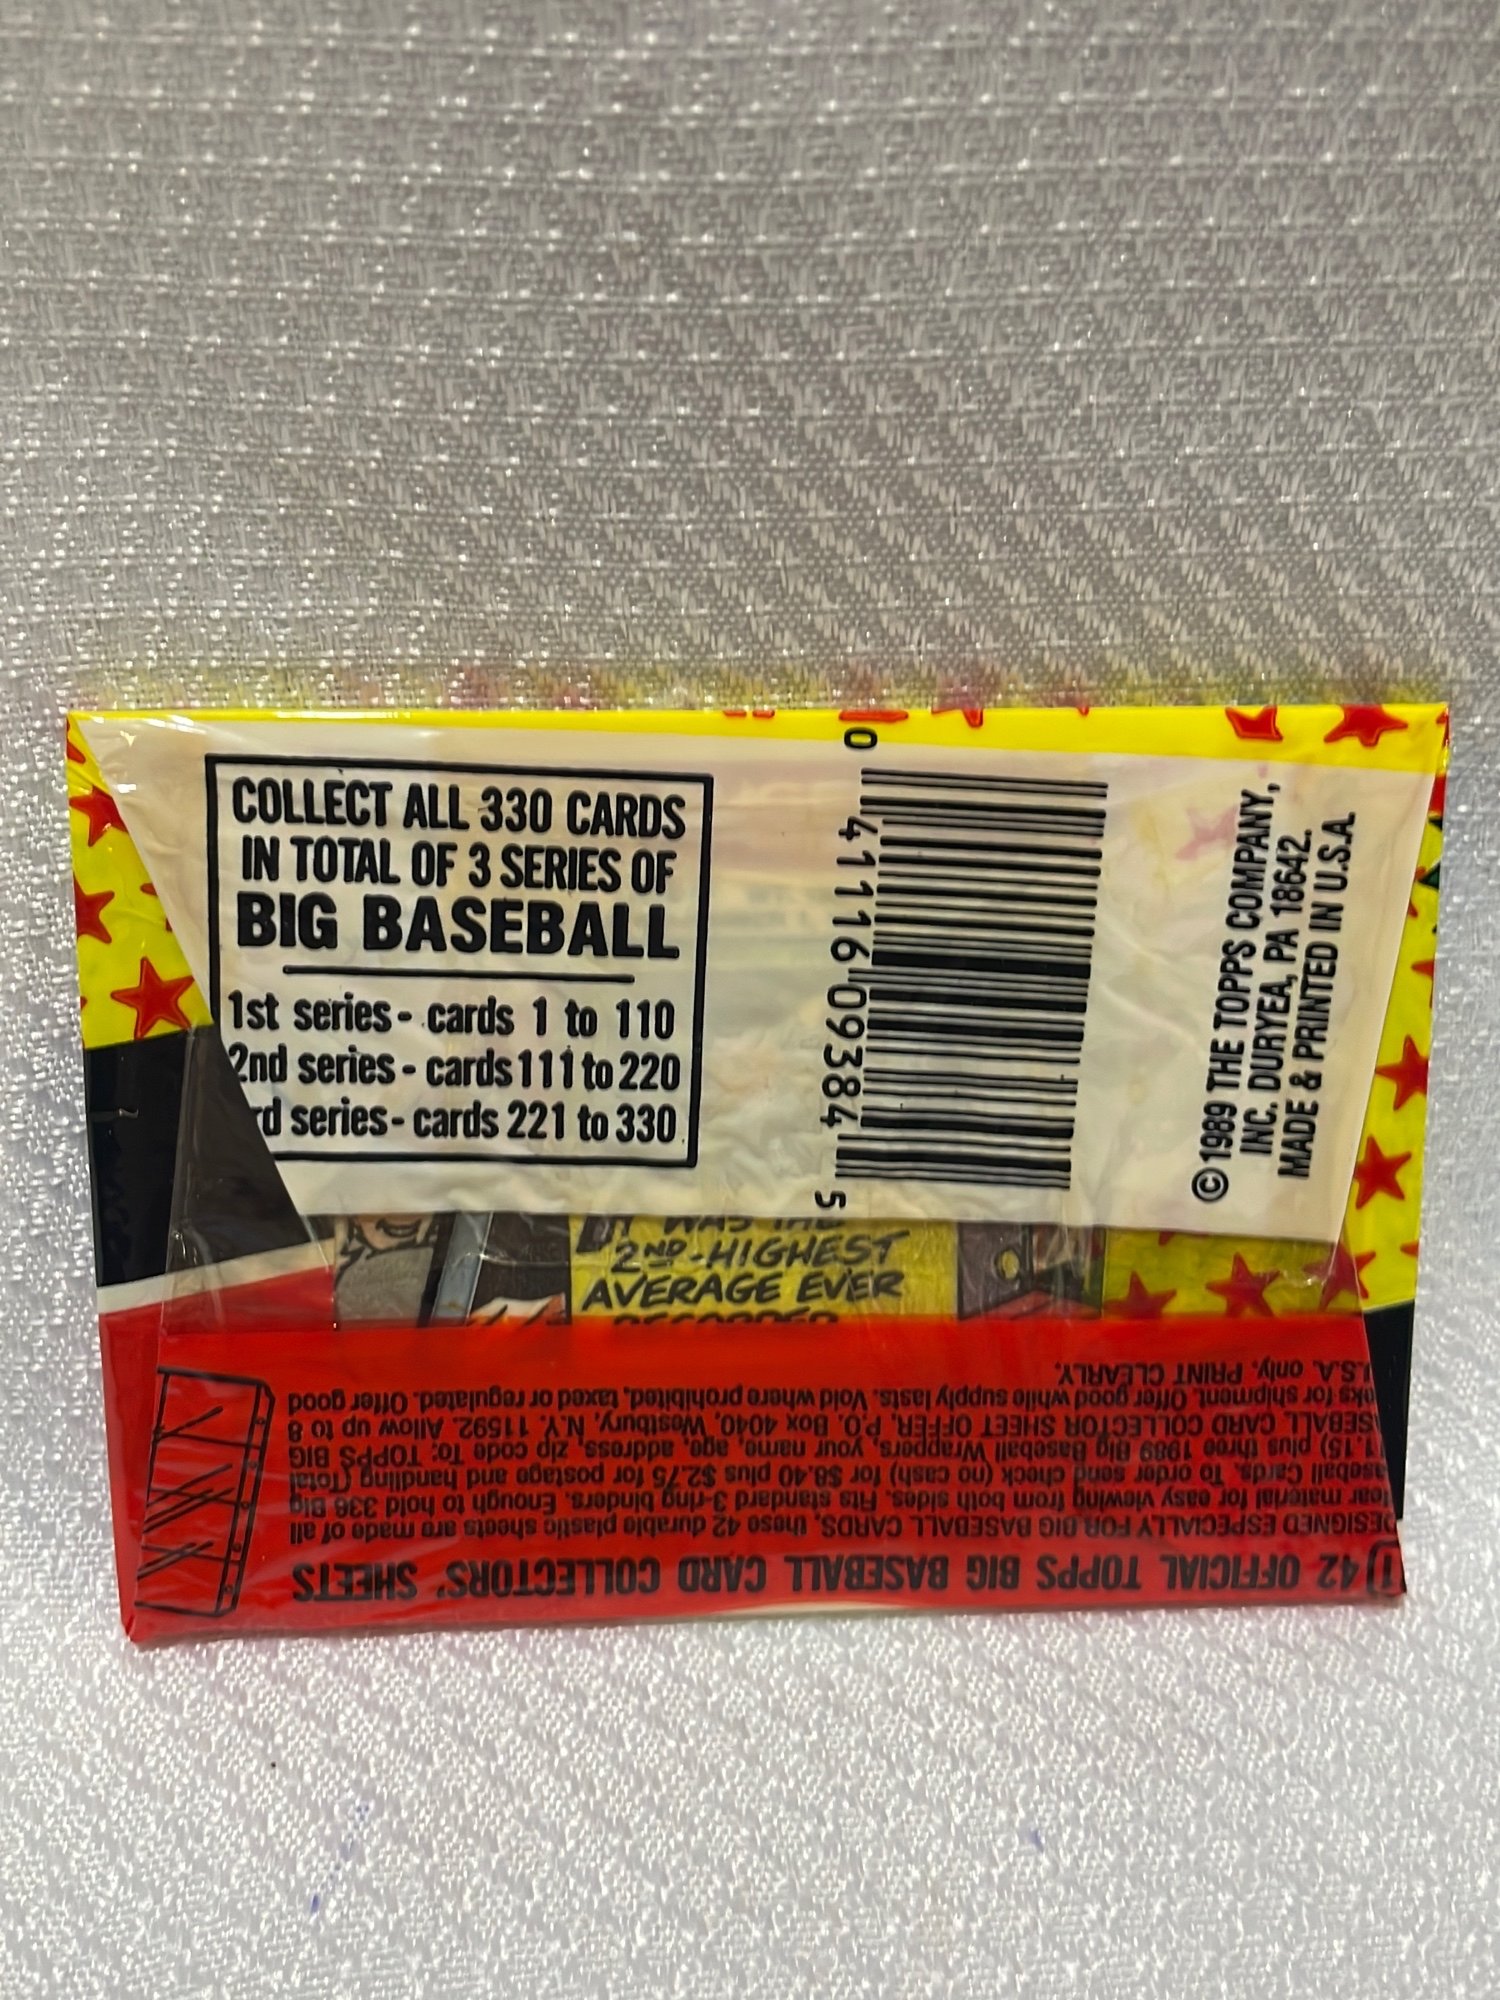 COLLECT ALL 330 CARDS
IN TOTAL OF 3 SERIES OF
BIG BASEBALL
1st series - cards 1 to 110
2nd series - cards 111 to 220
rd series - cards 221 to 330
0 41116 09384 5
© 1989 THE TOPPS COMPANY,
INC. DURYEA, PA 18642.
MADE & PRINTED IN U.S.A.
WAS THE
2ND-HIGHEST
AVERAGE EVER
RECORDED
42 OFFICIAL TOPPS BIG BASEBALL CARD COLLECTORS' SHEETS
DESIGNED ESPECIALLY FOR BIG BASEBALL CARDS, these 42 durable plastic sheets are made of all
lear material for easy viewing from both sides. Fits standard 3-ring binders. Enough to hold 336 Big
aseball Cards. To order send check (no cash) for $8.40 plus $2.75 for postage and handling (Total
11.15) plus three 1989 Big Baseball Wrappers, your name, age, address, zip code To: TOPPS BIG
SEBALL CARD COLLECTOR SHEET OFFER, P.O. Box 4040, Westbury, N.Y. 11592. Allow up to 8
eks for shipment. Offer good while supply lasts. Void where prohibited, taxed or regulated. Offer good
U.S.A. only. PRINT CLEARLY.